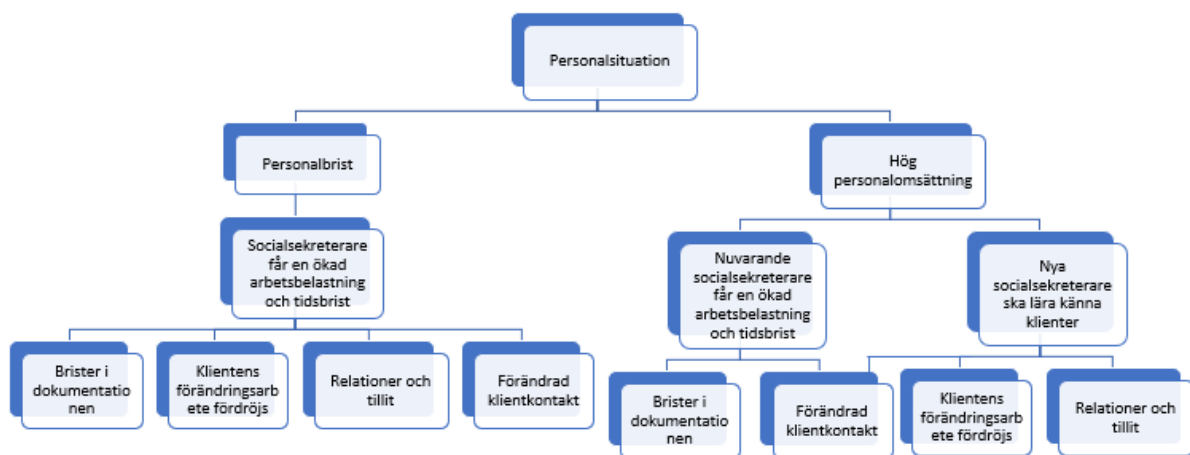 Personalsituation
Personalbrist
Hög
personalomsättning
Socialsekreterare
får en ökad
arbetsbelastning
och tidsbrist
Nuvarande
socialsekreterare
får en ökad
arbetsbelastning
och tidsbrist
Nya
socialsekreterare
ska lära känna
klienter
Brister i
dokumentatio
nen
Klientens
förändringsarb
ete fördröjs
Relationer och
tillit
Förändrad
klientkontakt
Brister i
dokumentatio
nen
Förändrad
klientkontakt
Klientens
förändringsarb
ete fördröjs
Relationer och
tillit